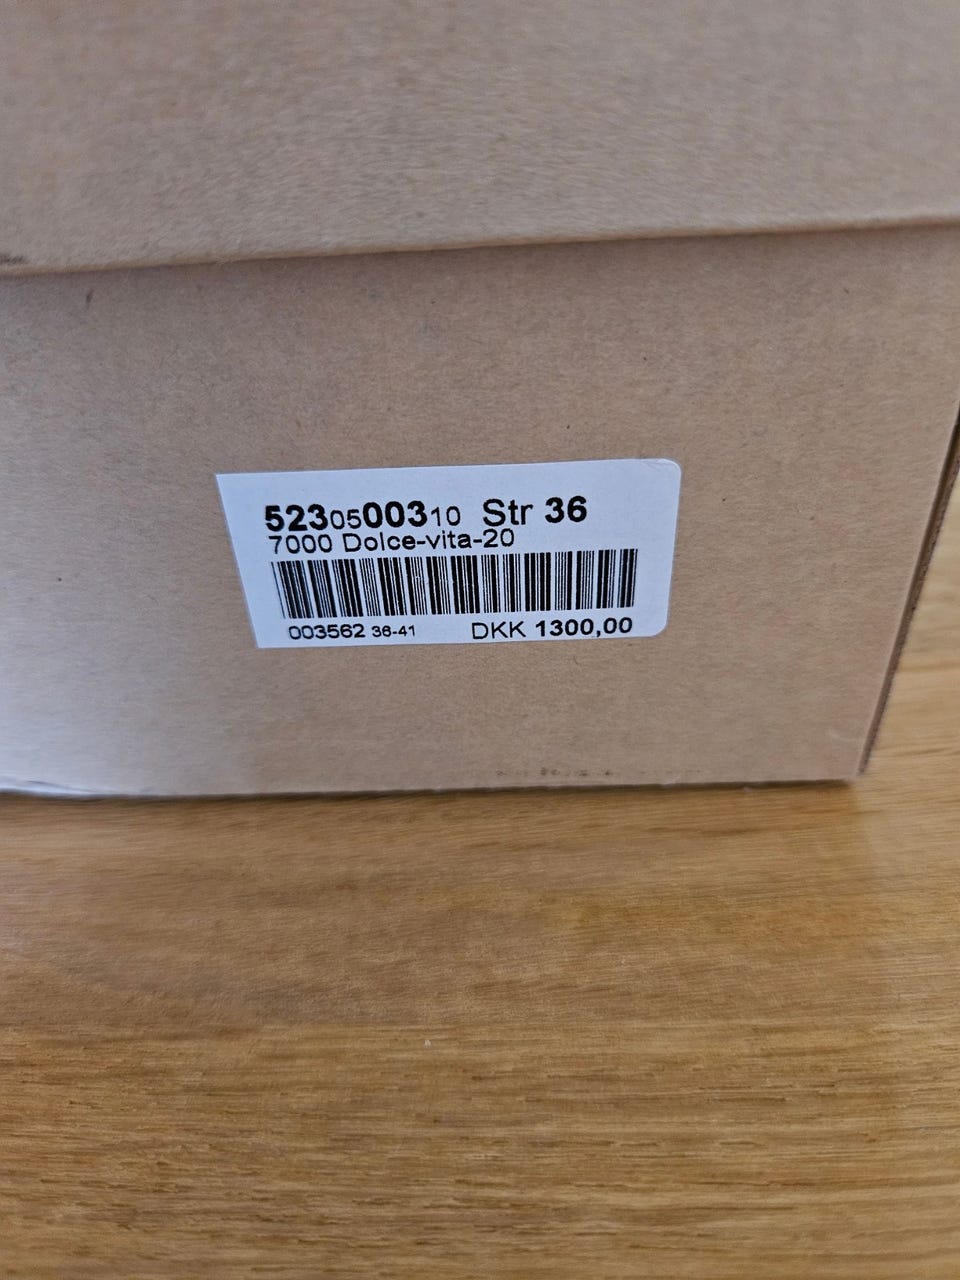 5230500310 Str 36
7000 Dolce-vita-20
003562 36-41 DKK 1300,00